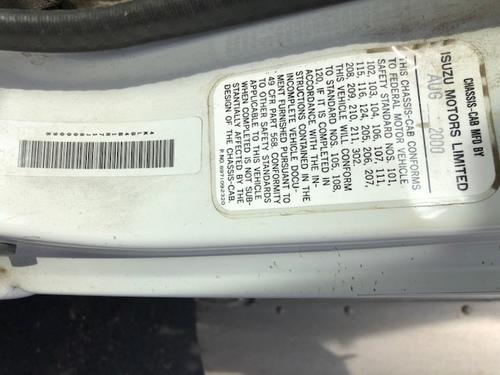 CHASSIS-CAB MFD BY
ISUZU MOTORS LIMITED
AUG 2000
THIS CHASSIS-CAB CONFORMS
TO FEDERAL MOTOR VEHICLE
SAFETY STANDARD NOS. 101,
102, 103, 104, 106, 107, 111,
115, 116, 124, 205, 206, 207,
208, 209, 210, 211, 302.
THIS VEHICLE WILL CONFORM
TO STANDARD NOS. 105, 108,
120, IF IT IS COMPLETED IN
ACCORDANCE WITH THE IN-
STRUCTIONS CONTAINED IN THE
INCOMPLETE VEHICLE DOCU-
MENT FURNISHED PURSUANT TO
49 CFR PART 568. CONFORMITY
TO OTHER SAFETY STANDARDS
APPLICABLE TO THIS VEHICLE
WHEN COMPLETED IS NOT SUB-
STANTIALLY AFFECTED BY THE
DESIGN OF THE CHASSIS-CAB.
P.NO. 8971092320